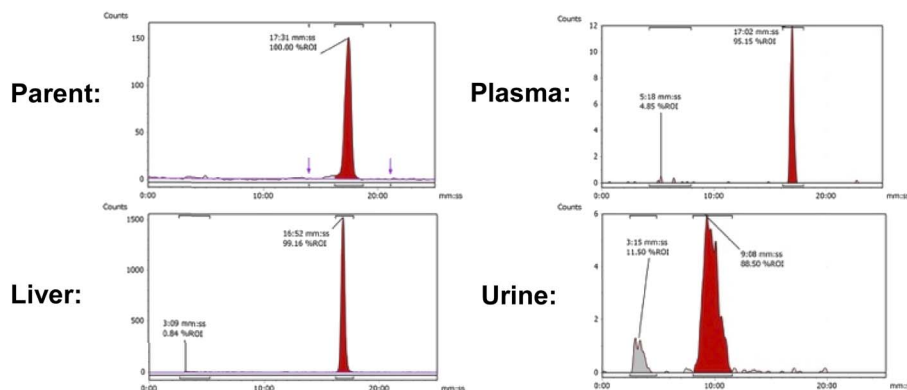 Parent:
Counts
150
100
50
0
17:31 mm:ss
100.00 %ROI
0:00
10:00
20:00
mm:ss
Plasma:
Counts
12
10
8
6
4
2
0
5:18 mm:ss
4.85 %ROI
17:02 mm:ss
95.15 %ROI
0:00
10:00
20:00
mm:ss
Liver:
Counts
1500
1000
500
0
3:09 mm:ss
0.84 %ROI
16:52 mm:ss
99.16 %ROI
0:00
10:00
20:00
mm:ss
Urine:
Counts
6
4
2
0
3:15 mm:ss
11.50 %ROI
9:08 mm:ss
88.50 %ROI
0:00
10:00
20:00
mm:ss